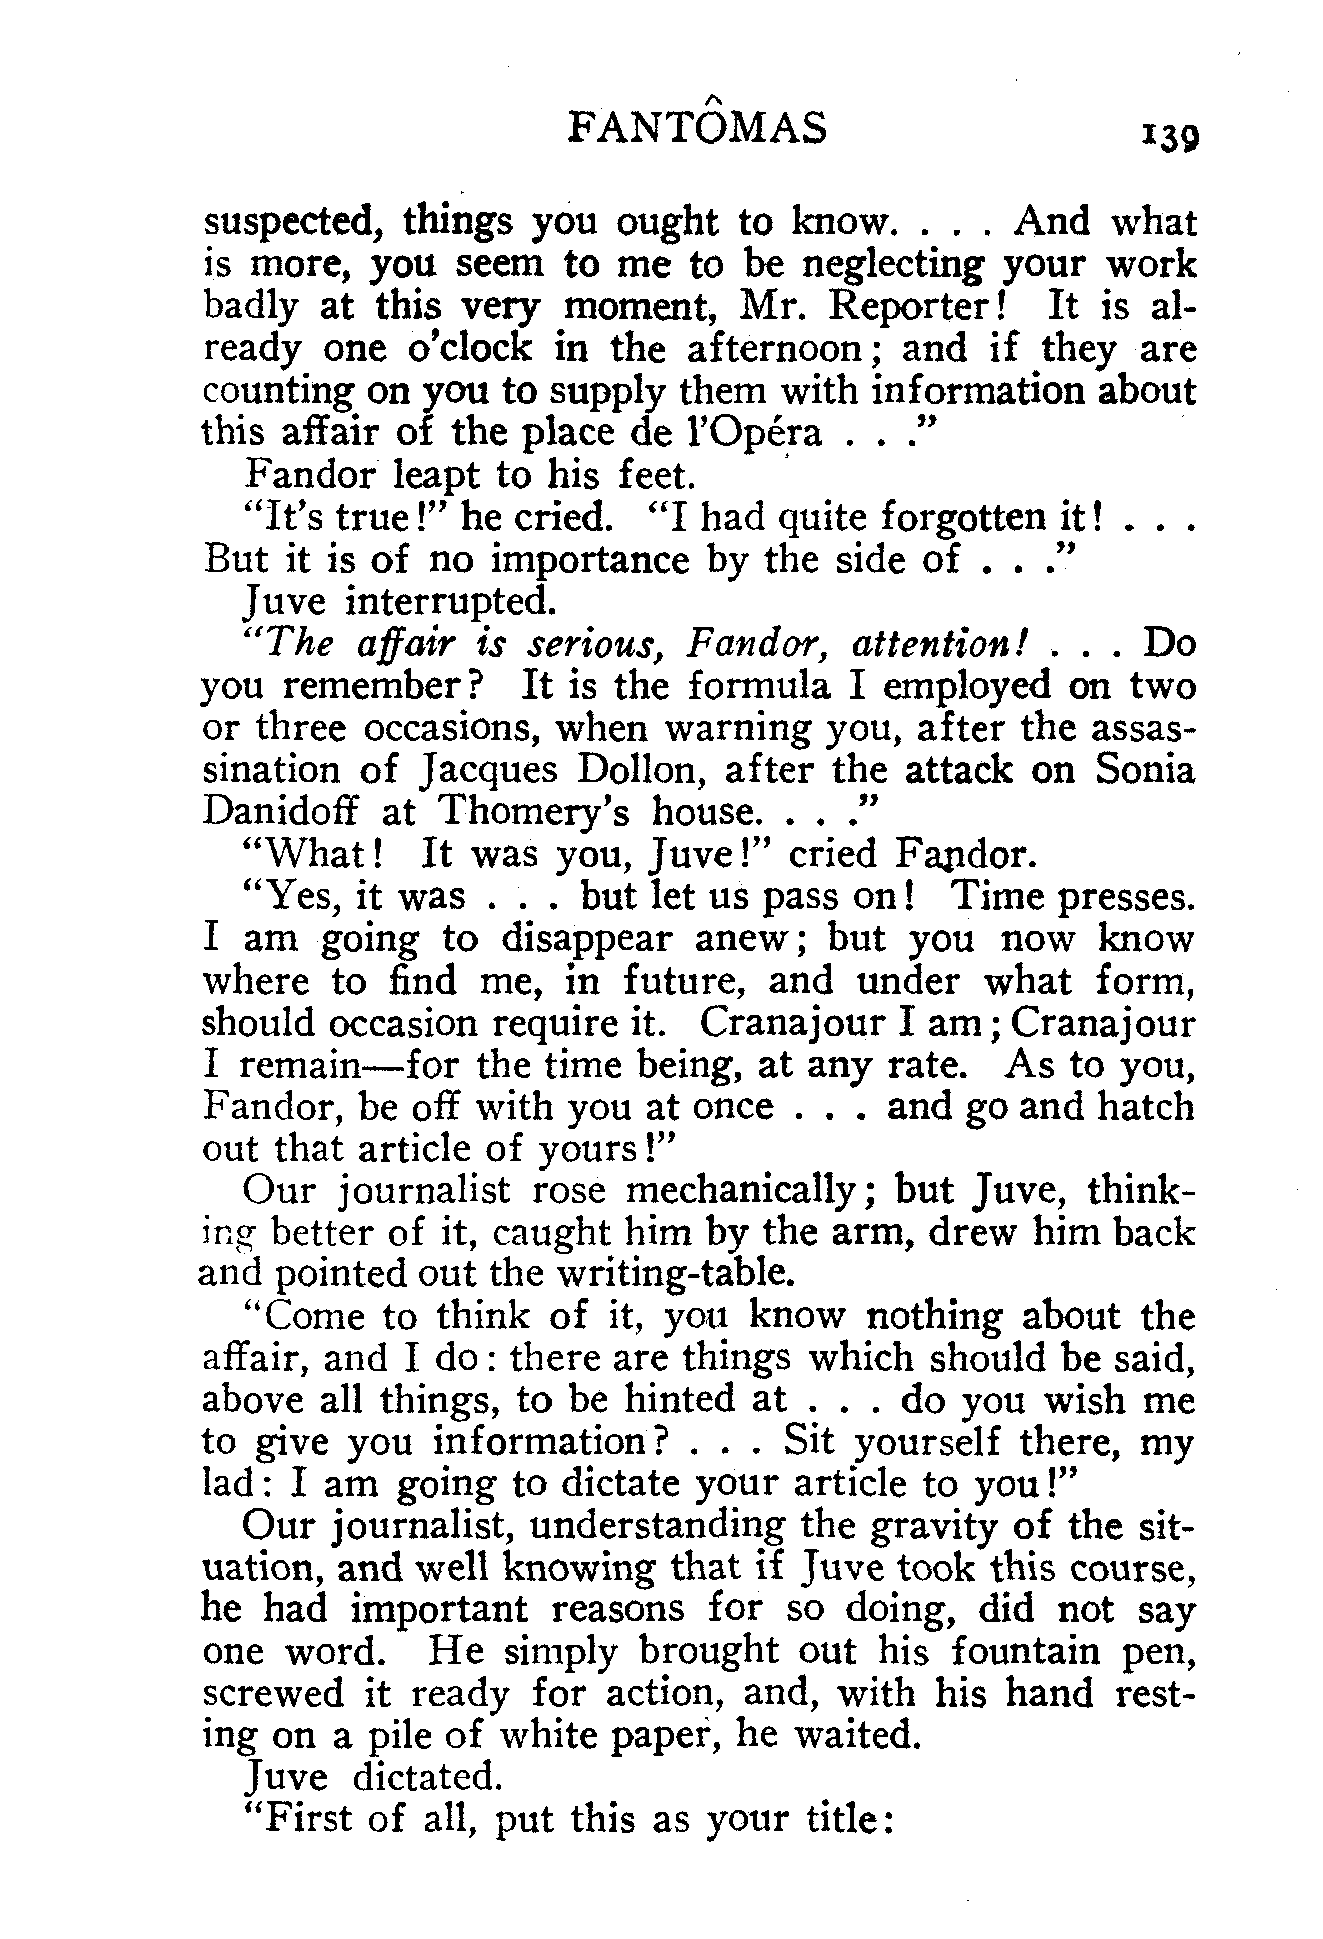 FANTÔMAS 139
suspected, things you ought to know. . . . And what
is more, you seem to me to be neglecting your work
badly at this very moment, Mr. Reporter! It is al-
ready one o'clock in the afternoon; and if they are
counting on you to supply them with information about
this affair of the place de l'Opéra . . ."
Fandor leapt to his feet.
"It's true!" he cried. "I had quite forgotten it! . . .
But it is of no importance by the side of . . ."
Juve interrupted.
"The affair is serious, Fandor, attention! . . . Do
you remember? It is the formula I employed on two
or three occasions, when warning you, after the assas-
sination of Jacques Dollon, after the attack on Sonia
Danidoff at Thomery's house. . . ."
"What! It was you, Juve!" cried Fandor.
"Yes, it was . . . but let us pass on! Time presses.
I am going to disappear anew; but you now know
where to find me, in future, and under what form,
should occasion require it. Cranajour I am; Cranajour
I remain—for the time being, at any rate. As to you,
Fandor, be off with you at once . . . and go and hatch
out that article of yours!"
Our journalist rose mechanically; but Juve, think-
ing better of it, caught him by the arm, drew him back
and pointed out the writing-table.
"Come to think of it, you know nothing about the
affair, and I do: there are things which should be said,
above all things, to be hinted at . . . do you wish me
to give you information? . . . Sit yourself there, my
lad: I am going to dictate your article to you!"
Our journalist, understanding the gravity of the sit-
uation, and well knowing that if Juve took this course,
he had important reasons for so doing, did not say
one word. He simply brought out his fountain pen,
screwed it ready for action, and, with his hand rest-
ing on a pile of white paper, he waited.
Juve dictated.
"First of all, put this as your title: